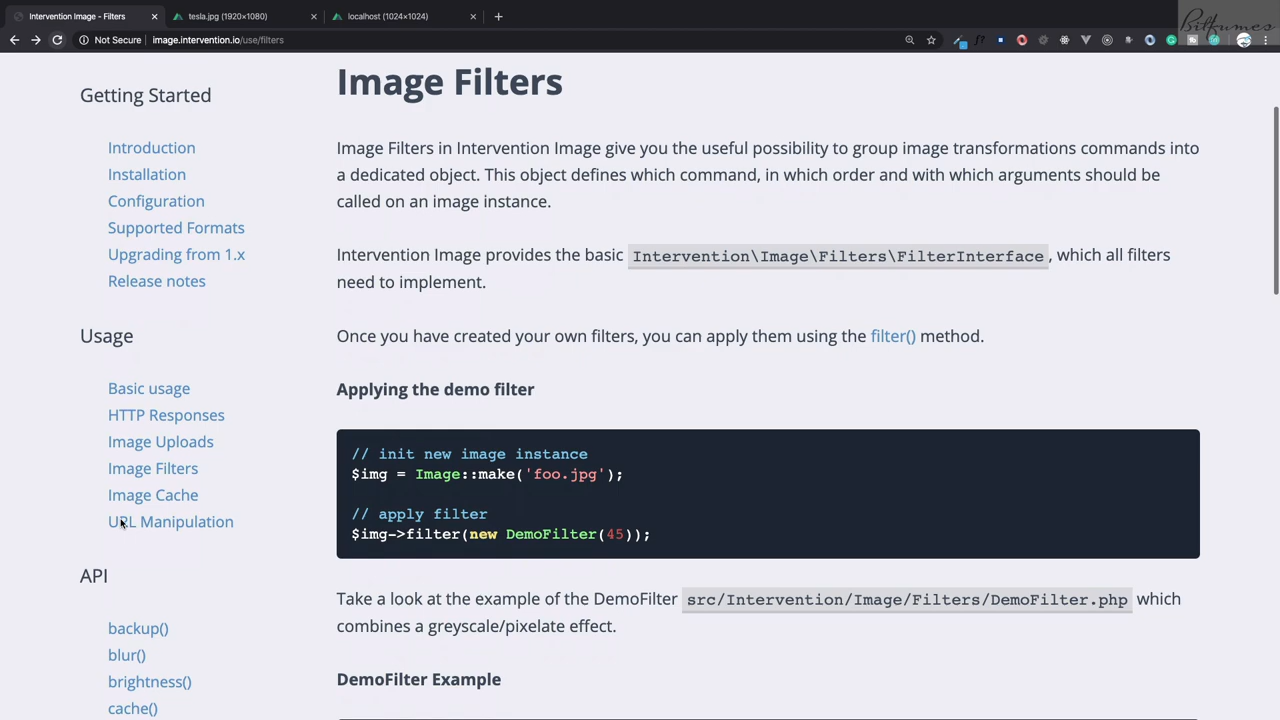 Intervention Image - Filters
tesla.jpg (1920×1080)
localhost (1024×1024)
Bitfumes
Not Secure
image.intervention.io/use/filters
f?
Getting Started
Introduction
Installation
Configuration
Supported Formats
Upgrading from 1.x
Release notes
Usage
Basic usage
HTTP Responses
Image Uploads
Image Filters
Image Cache
URL Manipulation
API
backup()
blur()
brightness()
cache()
Image Filters
Image Filters in Intervention Image give you the useful possibility to group image transformations commands into
a dedicated object. This object defines which command, in which order and with which arguments should be
called on an image instance.
Intervention Image provides the basic Intervention\Image\Filters\FilterInterface, which all filters
need to implement.
Once you have created your own filters, you can apply them using the filter() method.
Applying the demo filter
// init new image instance
$img = Image::make('foo.jpg');
// apply filter
$img->filter(new DemoFilter(45));
Take a look at the example of the DemoFilter src/Intervention/Image/Filters/DemoFilter.php which
combines a greyscale/pixelate effect.
DemoFilter Example